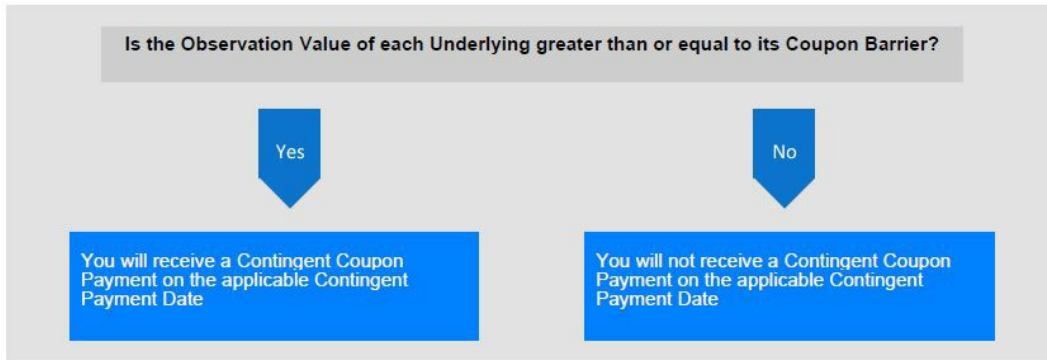 Is the Observation Value of each Underlying greater than or equal to its Coupon Barrier?
Yes
No
You will receive a Contingent Coupon
Payment on the applicable Contingent
Payment Date
You will not receive a Contingent Coupon
Payment on the applicable Contingent
Payment Date